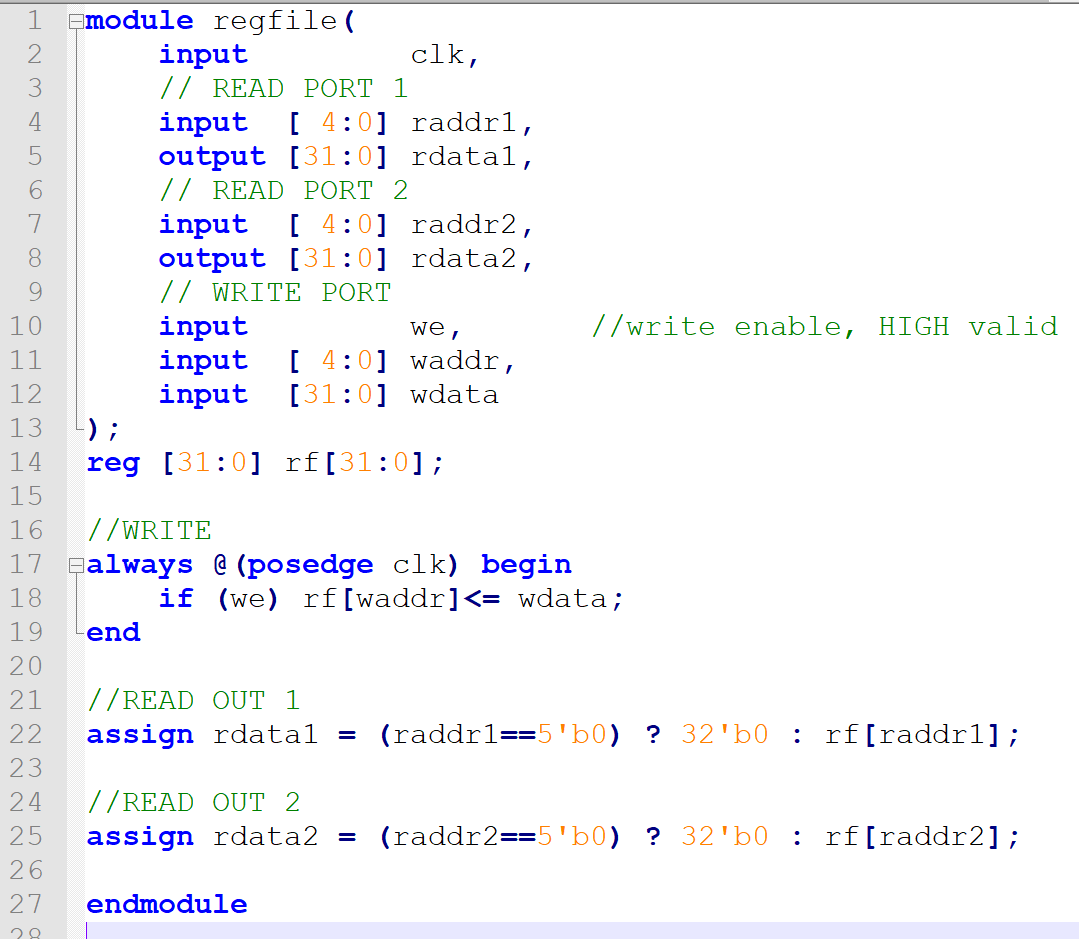 1 module regfile(
2     input         clk,
3     // READ PORT 1
4     input  [ 4:0] raddr1,
5     output [31:0] rdata1,
6     // READ PORT 2
7     input  [ 4:0] raddr2,
8     output [31:0] rdata2,
9     // WRITE PORT
10     input         we,       //write enable, HIGH valid
11     input  [ 4:0] waddr,
12     input  [31:0] wdata
13 );
14 reg [31:0] rf[31:0];
15
16 //WRITE
17 always @(posedge clk) begin
18     if (we) rf[waddr]<= wdata;
19 end
20
21 //READ OUT 1
22 assign rdata1 = (raddr1==5'b0) ? 32'b0 : rf[raddr1];
23
24 //READ OUT 2
25 assign rdata2 = (raddr2==5'b0) ? 32'b0 : rf[raddr2];
26
27 endmodule
28